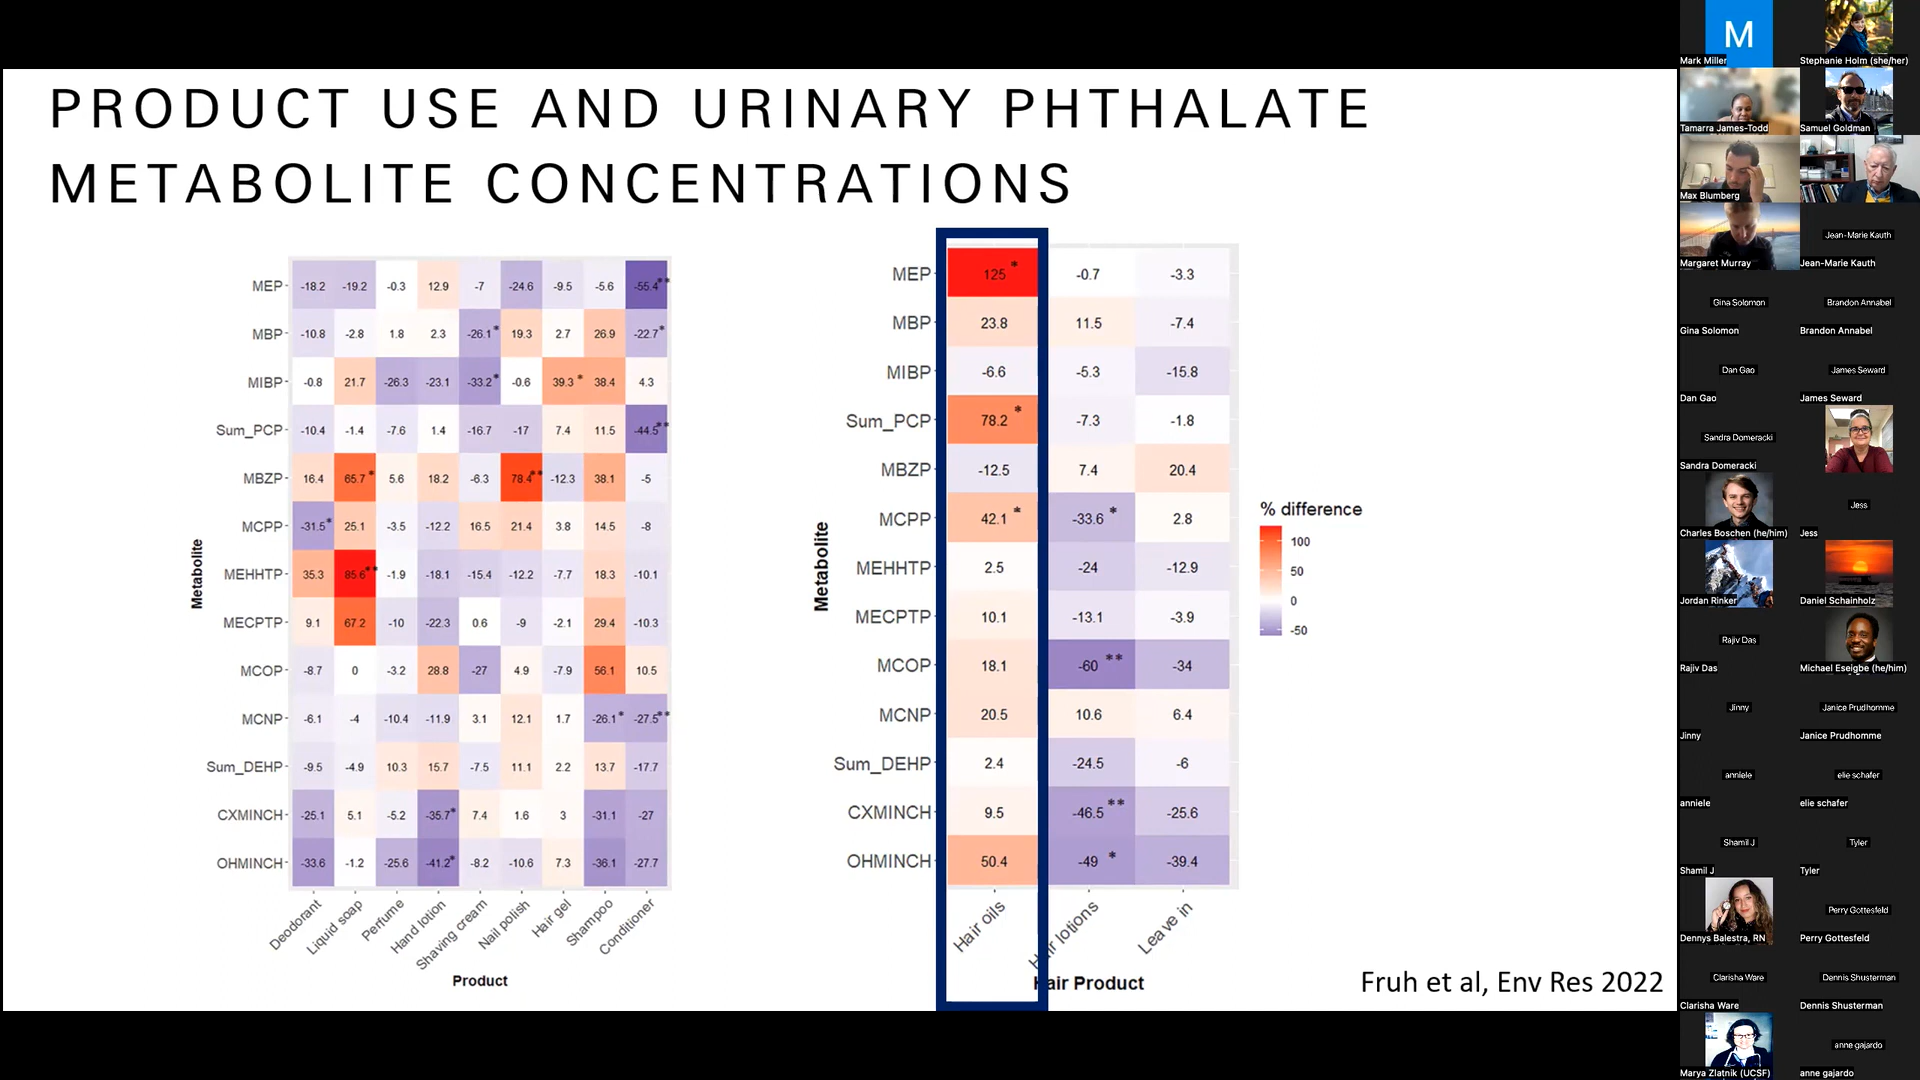 PRODUCT USE AND URINARY PHTHALATE
METABOLITE CONCENTRATIONS
Metabolite
MEP -18.2 -19.2 -0.3 12.9 -7 -24.6 -9.5 -5.6 -55.4**
MBP -10.8 -2.8 1.8 2.3 -26.1* 19.3 2.7 26.9 -22.7*
MIBP -0.8 21.7 -26.3 -23.1 -33.2* -0.6 39.3* 38.4 4.3
Sum_PCP -10.4 -1.4 -7.6 1.4 -16.7 -17 7.4 11.5 -44.5**
MBZP 16.4 65.7* 5.6 18.2 -6.3 78.4** -12.3 38.1 -5
MCPP -31.5* 25.1 -3.5 -12.2 16.5 21.4 3.8 14.5 -8
MEHHTP 35.3 85.6** -1.9 -18.1 -15.4 -12.2 -7.7 18.3 -10.1
MECPTP 9.1 67.2 -10 -22.3 0.6 -9 -2.1 29.4 -10.3
MCOP -8.7 0 -3.2 28.8 -27 4.9 -7.9 56.1 10.5
MCNP -6.1 -4 -10.4 -11.9 3.1 12.1 1.7 -26.1* -27.5**
Sum_DEHP -9.5 -4.9 10.3 15.7 -7.5 11.1 2.2 13.7 -17.7
CXMINCH -25.1 5.1 -5.2 -35.7* 7.4 1.6 3 -31.1 -27
OHMINCH -33.6 -1.2 -25.6 -41.2* -8.2 -10.6 7.3 -36.1 -27.7
Deodorant Liquid soap Perfume Hand lotion Shaving cream Nail polish Hair gel Shampoo Conditioner
Product
Metabolite
MEP 125 * -0.7 -3.3
MBP 23.8 11.5 -7.4
MIBP -6.6 -5.3 -15.8
Sum_PCP 78.2 * -7.3 -1.8
MBZP -12.5 7.4 20.4
MCPP 42.1 * -33.6 * 2.8
MEHHTP 2.5 -24 -12.9
MECPTP 10.1 -13.1 -3.9
MCOP 18.1 -60 ** -34
MCNP 20.5 10.6 6.4
Sum_DEHP 2.4 -24.5 -6
CXMINCH 9.5 -46.5 ** -25.6
OHMINCH 50.4 -49 * -39.4
Hair oils Hair lotions Leave in
Hair Product
% difference
100
50
0
-50
Fruh et al, Env Res 2022
M
Mark Miller
Stephanie Holm (she/her)
Tamarra James-Todd
Samuel Goldman
Max Blumberg
Margaret Murray
Jean-Marie Kauth
Jean-Marie Kauth
Gina Solomon
Gina Solomon
Brandon Annabel
Brandon Annabel
Dan Gao
Dan Gao
James Seward
James Seward
Sandra Domeracki
Sandra Domeracki
Charles Boschen (he/him)
Jess
Jess
Jordan Rinker
Daniel Schainholz
Rajiv Das
Rajiv Das
Michael Eseigbe (he/him)
Jinny
Jinny
Janice Prudhomme
Janice Prudhomme
anniele
anniele
elie schafer
elie schafer
Shamil J
Shamil J
Tyler
Tyler
Dennys Balestra, RN
Perry Gottesfeld
Perry Gottesfeld
Clarisha Ware
Clarisha Ware
Dennis Shusterman
Dennis Shusterman
Marya Zlatnik (UCSF)
anne gajardo
anne gajardo